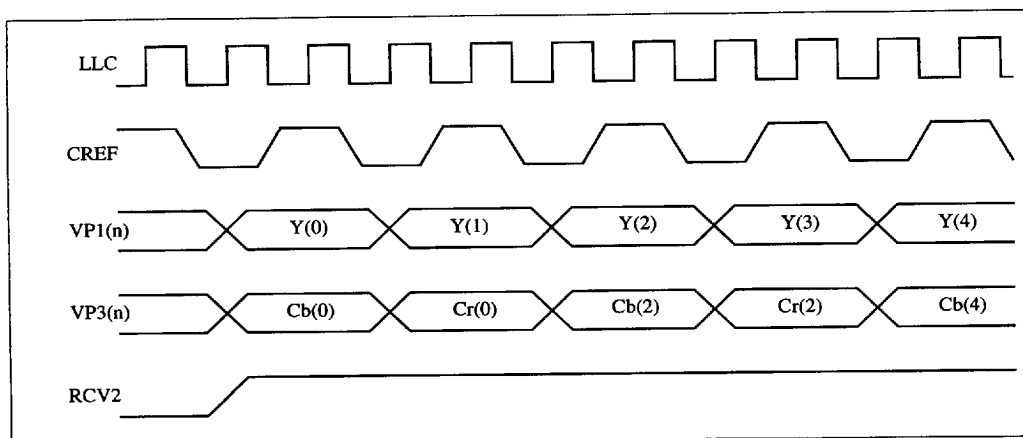 LLC
CREF
VP1(n) Y(0) Y(1) Y(2) Y(3) Y(4)
VP3(n) Cb(0) Cr(0) Cb(2) Cr(2) Cb(4)
RCV2